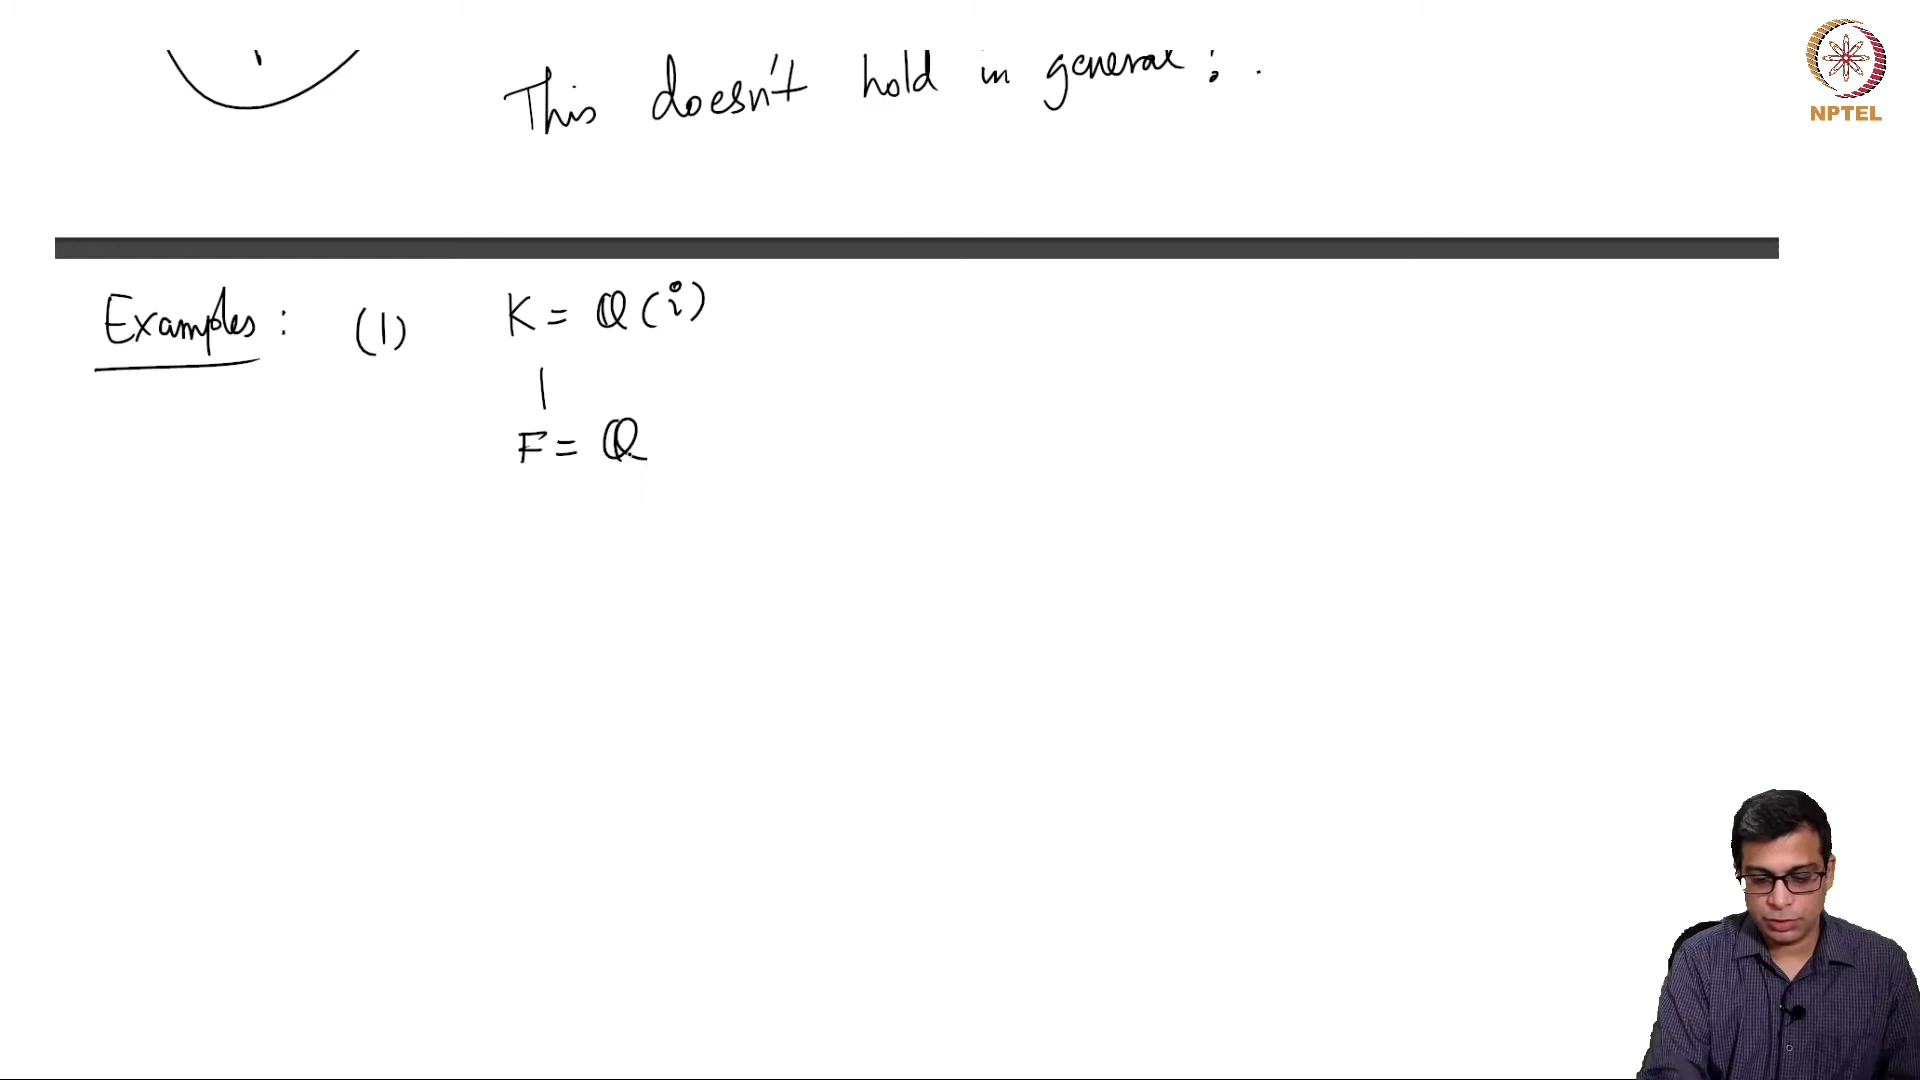 This doesn't hold in general : .
NPTEL
Examples : (1) K = ℚ(i)
F = ℚ